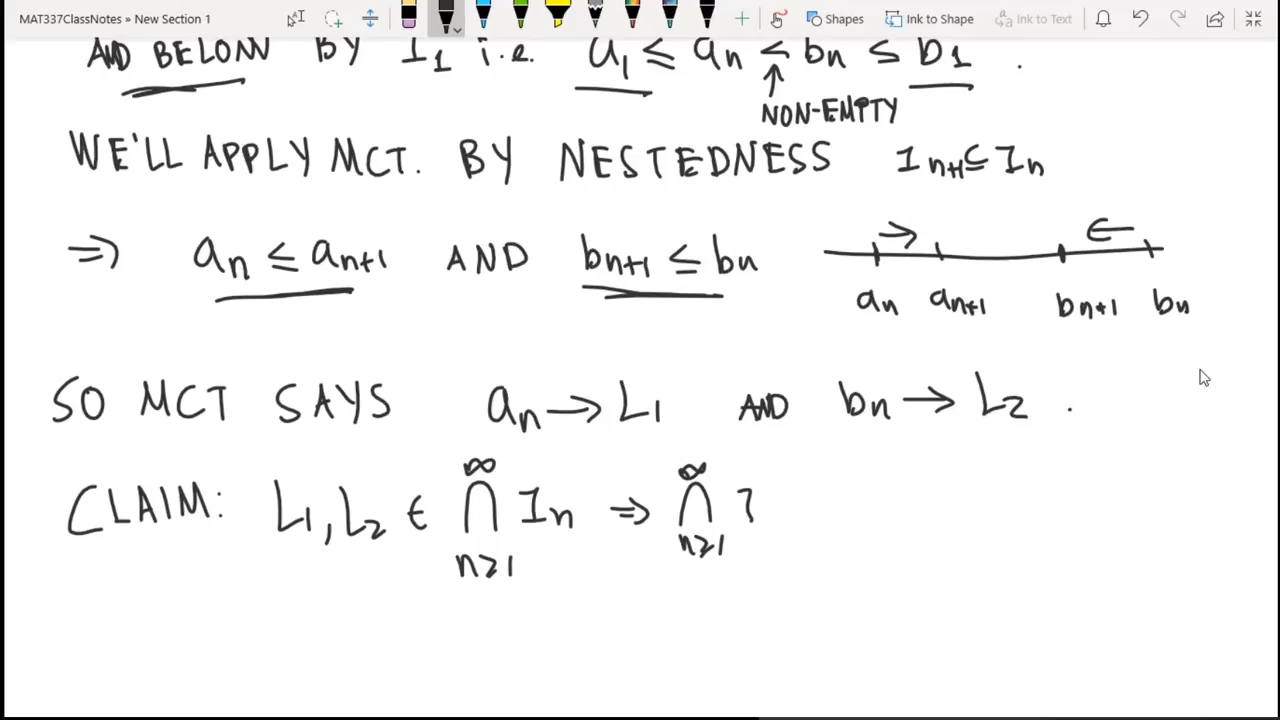 MAT337ClassNotes » New Section 1
Shapes Ink to Shape Ink to Text
AND BELOW BY I₁ i.e. a₁ ≤ aₙ ≤ bₙ ≤ b₁ .
↑
NON-EMPTY
WE'LL APPLY MCT. BY NESTEDNESS Iₙ₊₁ ⊆ Iₙ
⇒ aₙ ≤ aₙ₊₁ AND bₙ₊₁ ≤ bₙ
→ ←
aₙ aₙ₊₁ bₙ₊₁ bₙ
SO MCT SAYS aₙ → L₁ AND bₙ → L₂ .
CLAIM: L₁, L₂ ∈ ∞ ⋂ n≥1 Iₙ ⇒ ∞ ⋂ n≥1